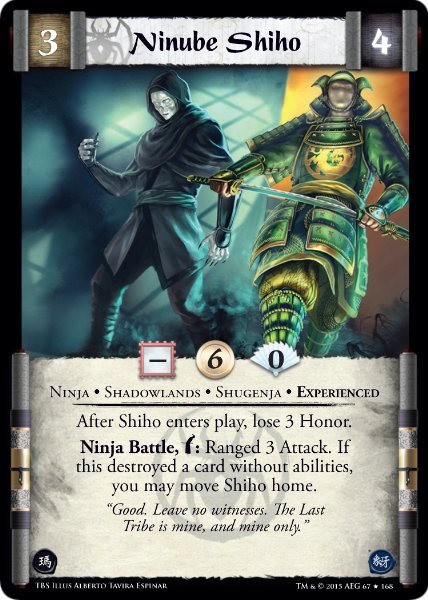 3 Ninube Shiho 4
– 6 0
Ninja • Shadowlands • Shugenja • Experienced
After Shiho enters play, lose 3 Honor.
Ninja Battle, : Ranged 3 Attack. If
this destroyed a card without abilities,
you may move Shiho home.
“Good. Leave no witnesses. The Last
Tribe is mine, and mine only.”
TBS Illus Alberto Tavira Espinar TM & © 2015 AEG 67 ★ 168